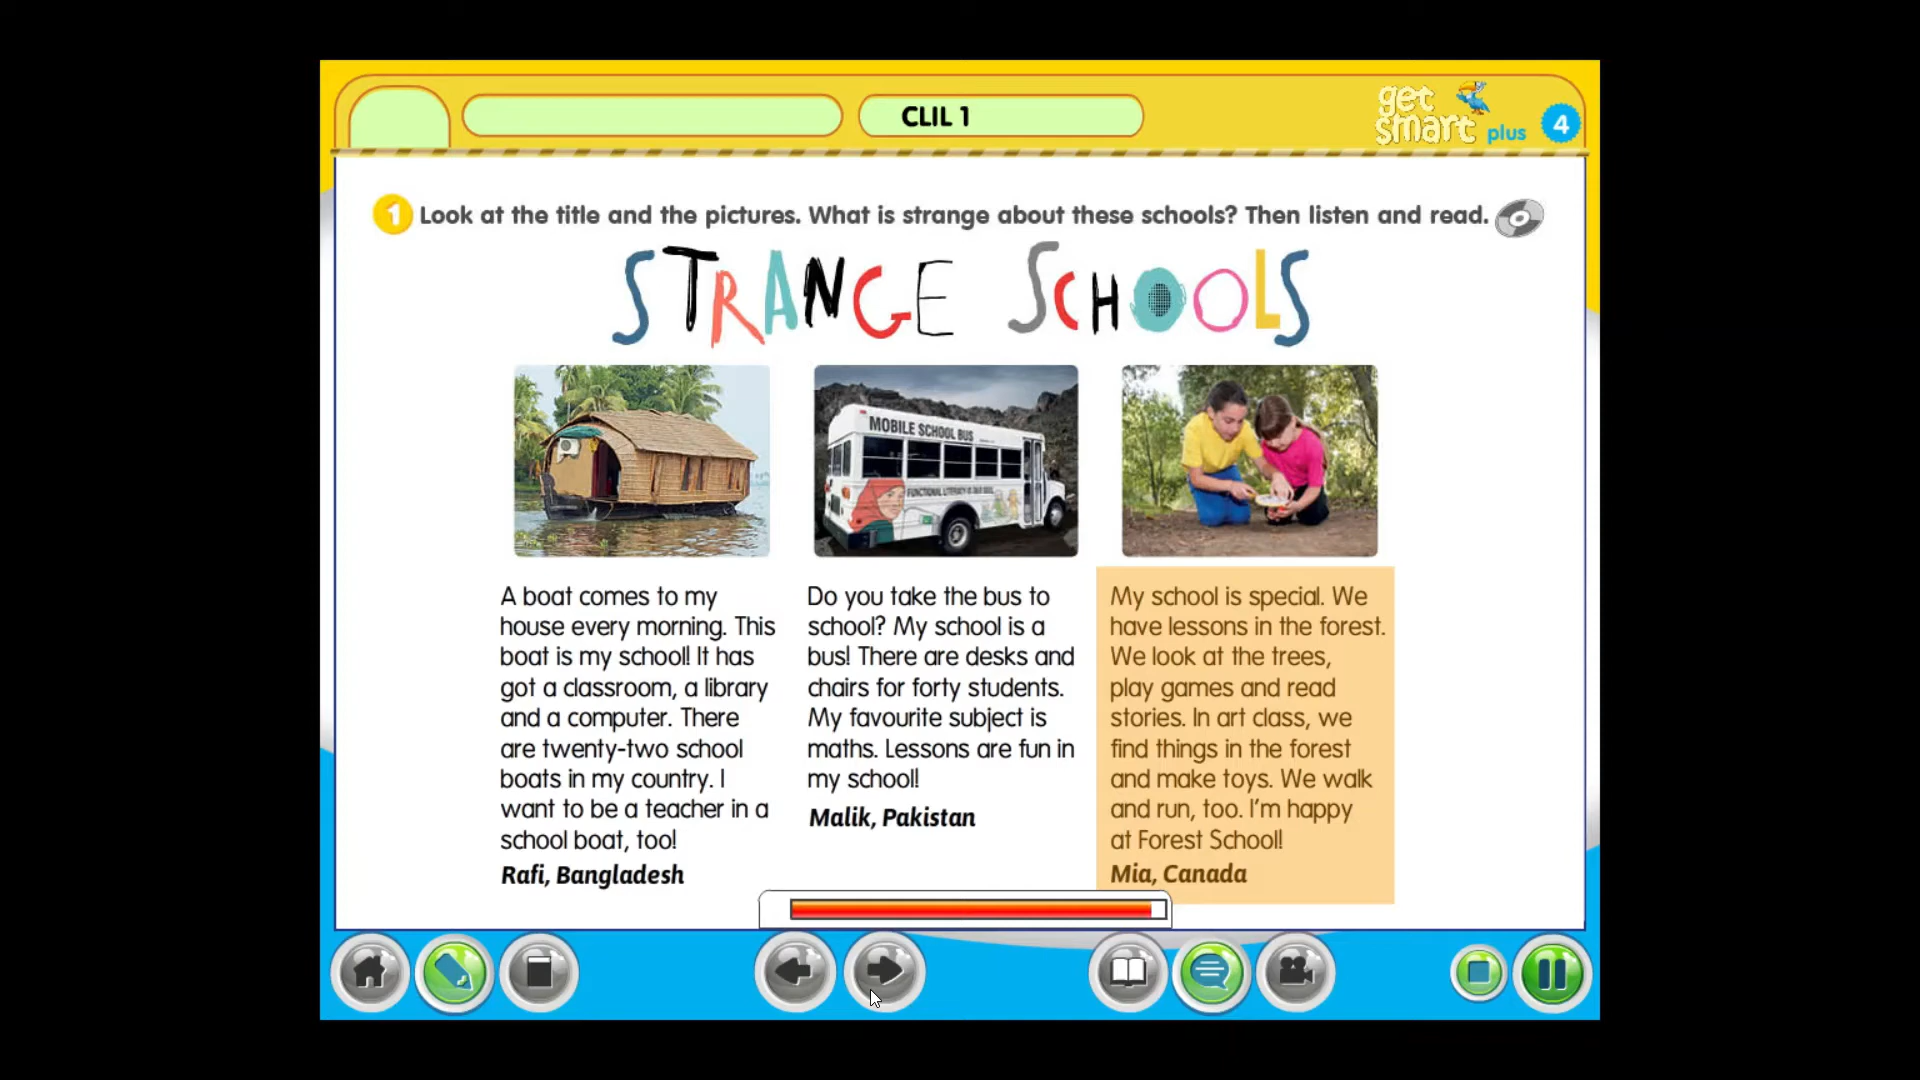 CLIL 1
get
smart plus 4
1 Look at the title and the pictures. What is strange about these schools? Then listen and read.
STRANGE SCHOOLS
MOBILE SCHOOL BUS
A boat comes to my
house every morning. This
boat is my school! It has
got a classroom, a library
and a computer. There
are twenty-two school
boats in my country. I
want to be a teacher in a
school boat, too!
Rafi, Bangladesh
Do you take the bus to
school? My school is a
bus! There are desks and
chairs for forty students.
My favourite subject is
maths. Lessons are fun in
my school!
Malik, Pakistan
My school is special. We
have lessons in the forest.
We look at the trees,
play games and read
stories. In art class, we
find things in the forest
and make toys. We walk
and run, too. I'm happy
at Forest School!
Mia, Canada